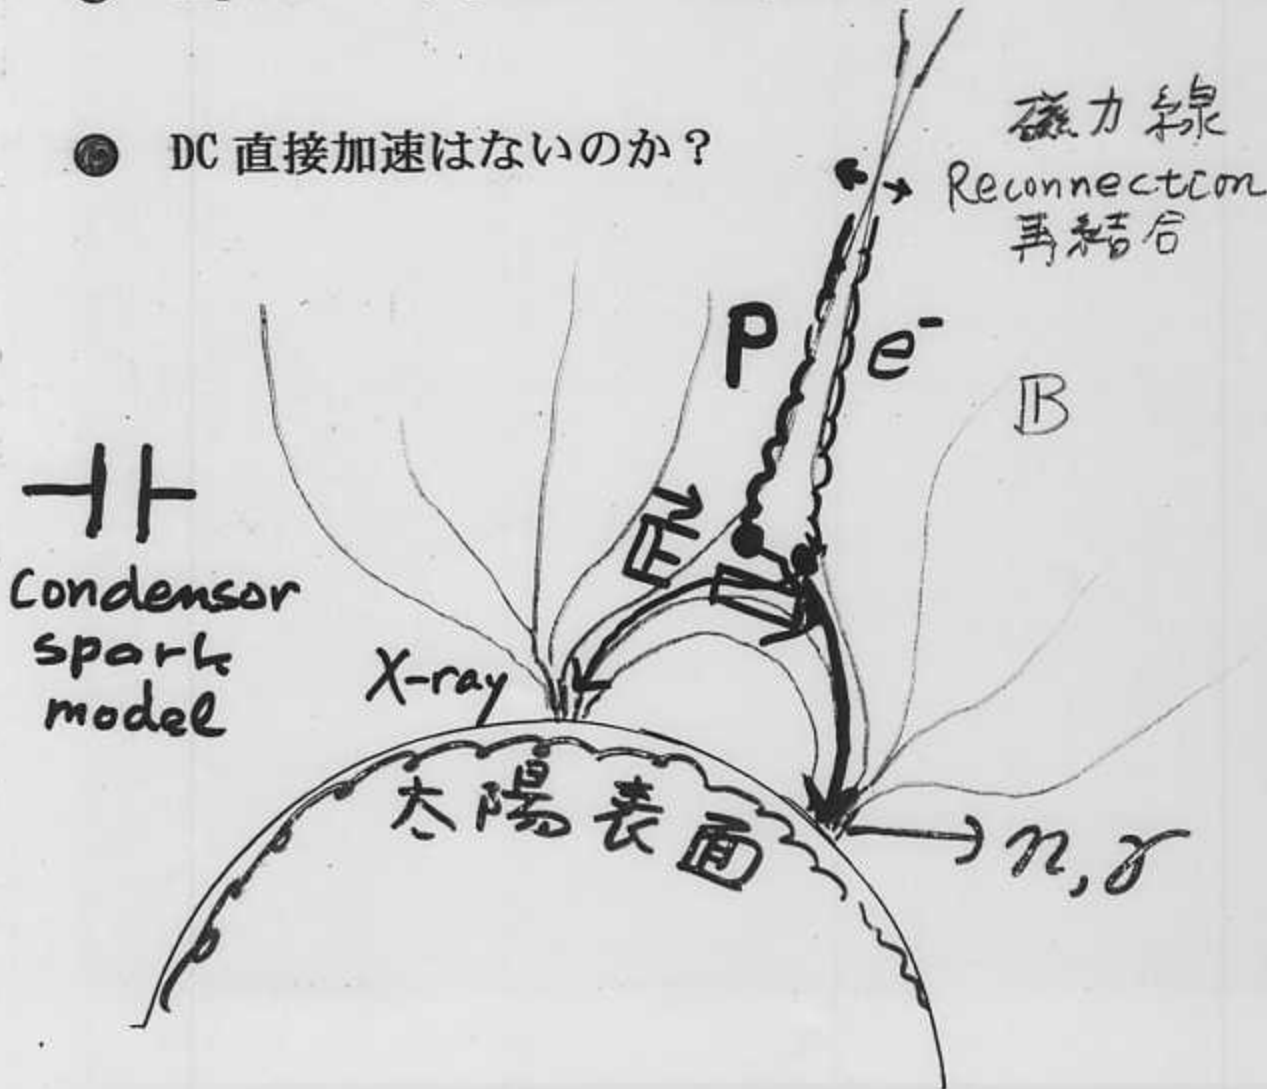 ● DC 直接加速はないのか？
磁力線
Reconnection
再結合
P
e⁻
B
E
Condensor
spark
model
X-ray
太陽表面
n, γ